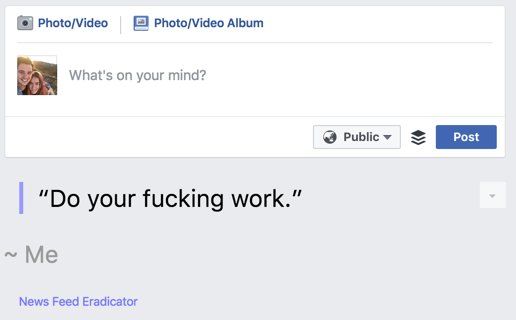 Photo/Video Photo/Video Album
What's on your mind?
Public Post
“Do your fucking work.”
~ Me
News Feed Eradicator